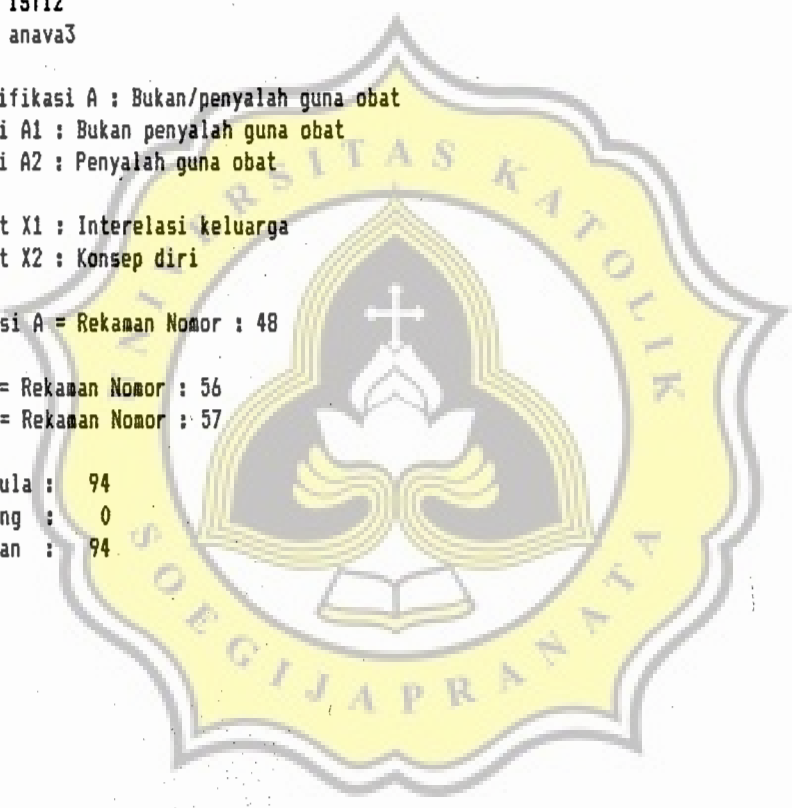 anava3
ifikasi A : Bukan/penyalah guna obat
i A1 : Bukan penyalah guna obat
i A2 : Penyalah guna obat
t X1 : Interelasi keluarga
t X2 : Konsep diri
si A = Rekaman Nomor : 48
= Rekaman Nomor : 56
= Rekaman Nomor : 57
ula : 94
ng : 0
an : 94
UNIVERSITAS KATOLIK
SOEGIJAPRANATA